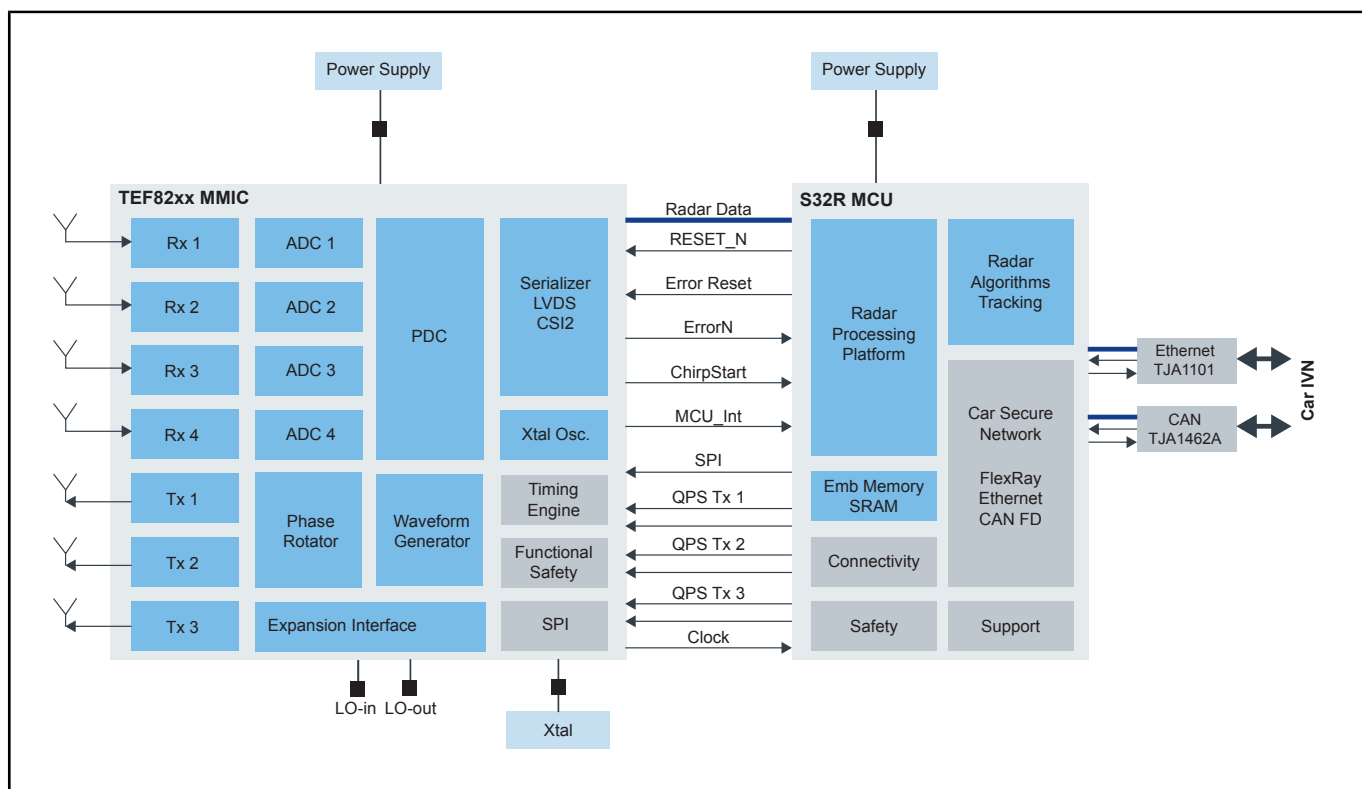 Power Supply
Power Supply
TEF82xx MMIC
S32R MCU
Rx 1
Rx 2
Rx 3
Rx 4
Tx 1
Tx 2
Tx 3
ADC 1
ADC 2
ADC 3
ADC 4
Phase
Rotator
PDC
Waveform
Generator
Expansion Interface
Serializer
LVDS
CSI2
Xtal Osc.
Timing
Engine
Functional
Safety
SPI
LO-in
LO-out
Xtal
Radar Data
RESET_N
Error Reset
ErrorN
ChirpStart
MCU_Int
SPI
QPS Tx 1
QPS Tx 2
QPS Tx 3
Clock
Radar
Processing
Platform
Emb Memory
SRAM
Connectivity
Safety
Radar
Algorithms
Tracking
Car Secure
Network
FlexRay
Ethernet
CAN FD
Support
Ethernet
TJA1101
CAN
TJA1462A
Car IVN